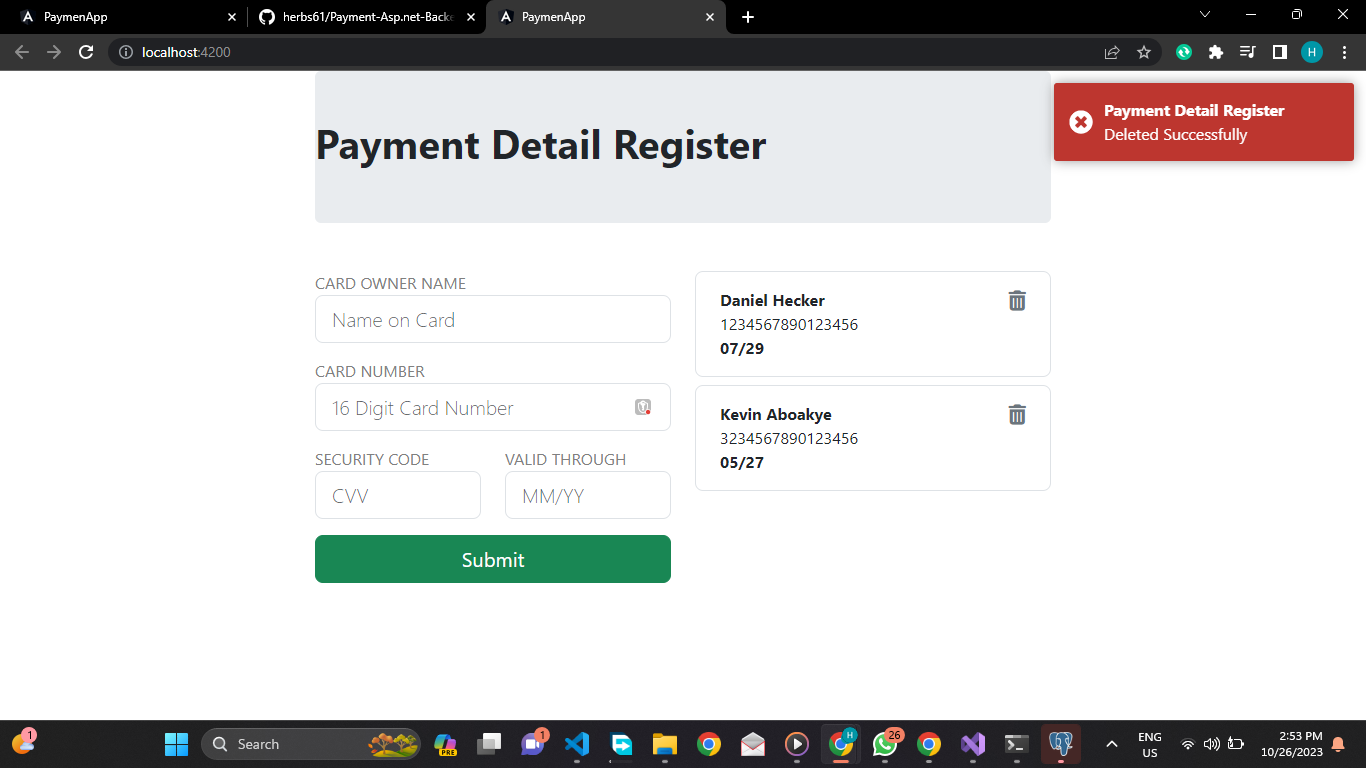 PaymenApp
herbs61/Payment-Asp.net-Backe
PaymenApp
localhost:4200
H
Payment Detail Register
Payment Detail Register
Deleted Successfully
CARD OWNER NAME
Name on Card
CARD NUMBER
16 Digit Card Number
SECURITY CODE
VALID THROUGH
CVV
MM/YY
Submit
Daniel Hecker
1234567890123456
07/29
Kevin Aboakye
3234567890123456
05/27
1
Search
PRE
1
H
26
ENG
US
2:53 PM
10/26/2023